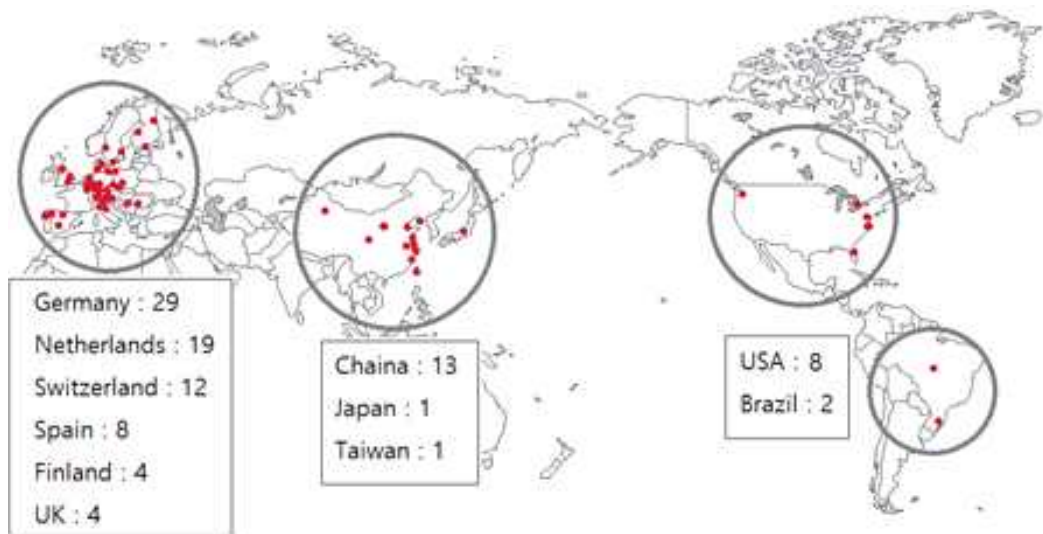 Germany : 29
Netherlands : 19
Switzerland : 12
Spain : 8
Finland : 4
UK : 4
Chaina : 13
Japan : 1
Taiwan : 1
USA : 8
Brazil : 2